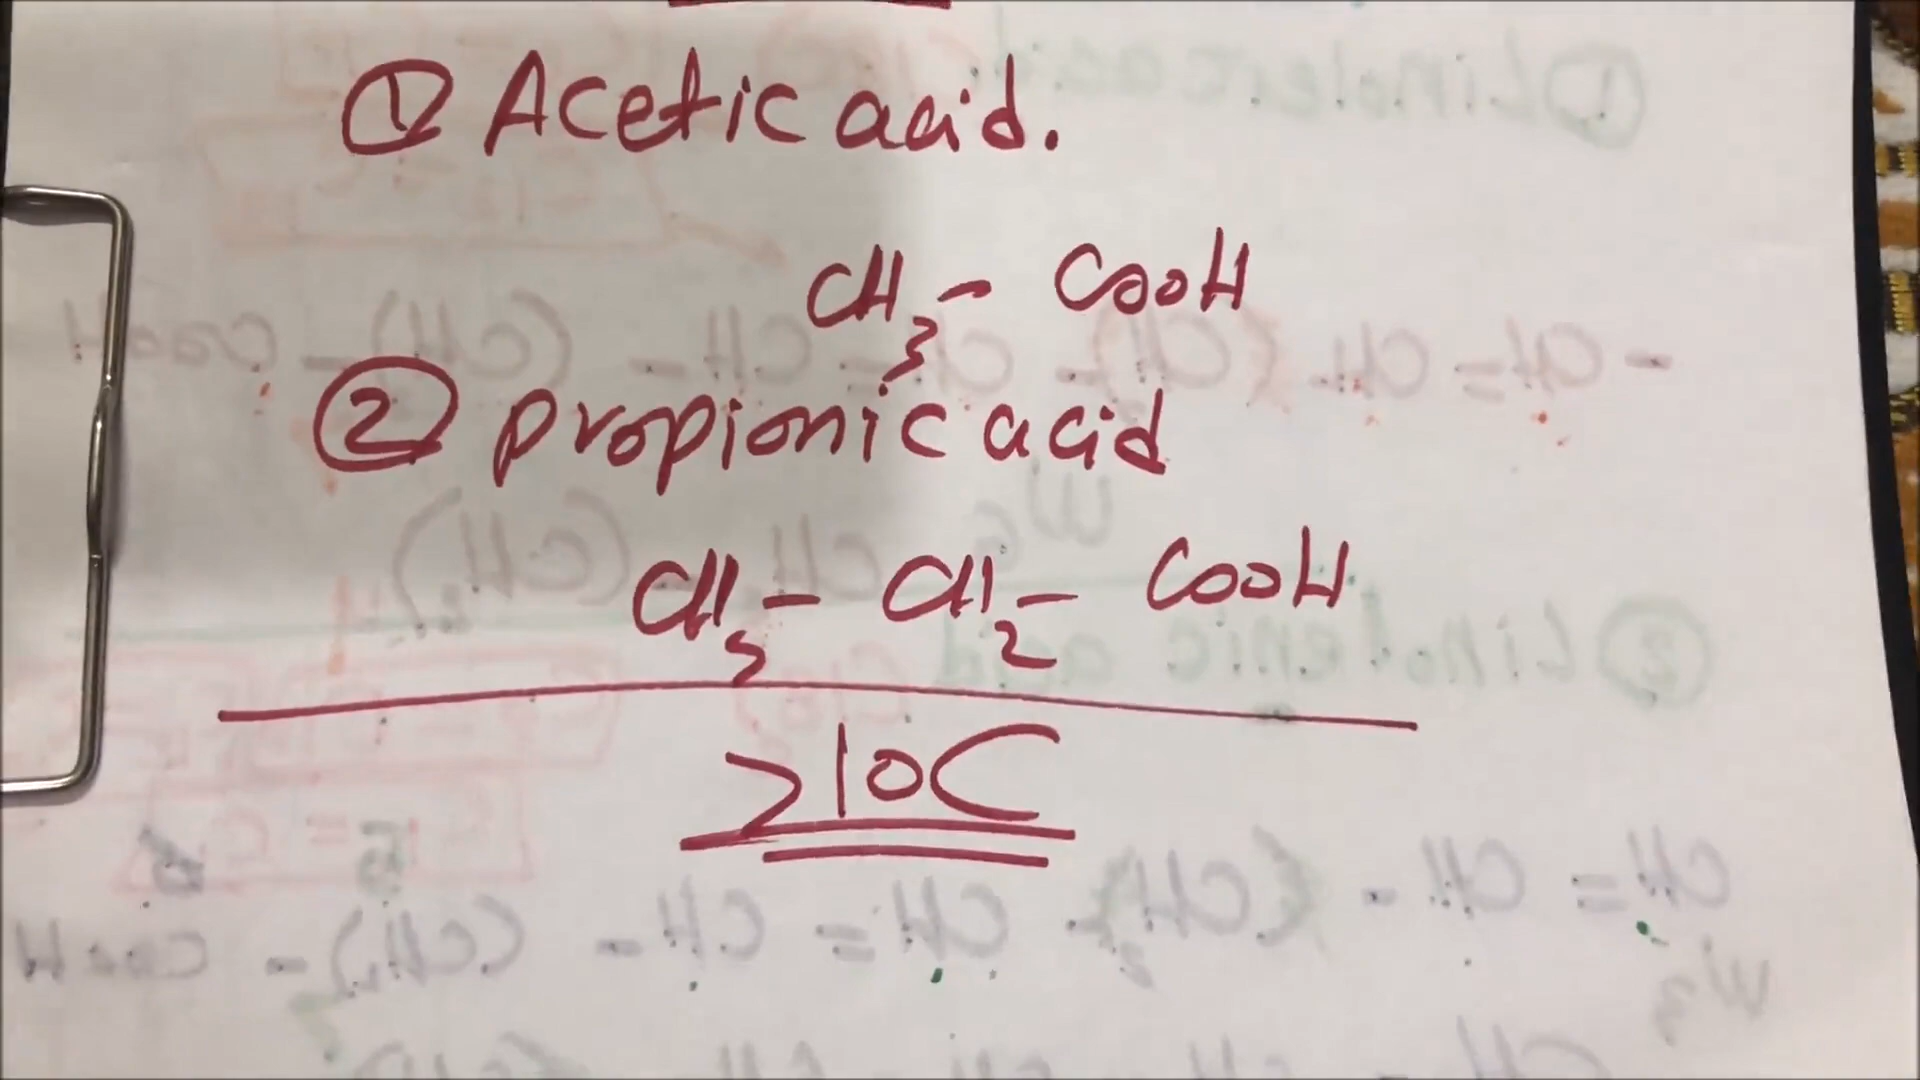 ① Acetic acid.
CH₃ - COOH
② propionic acid
CH₃ - CH₂ - COOH
>10C